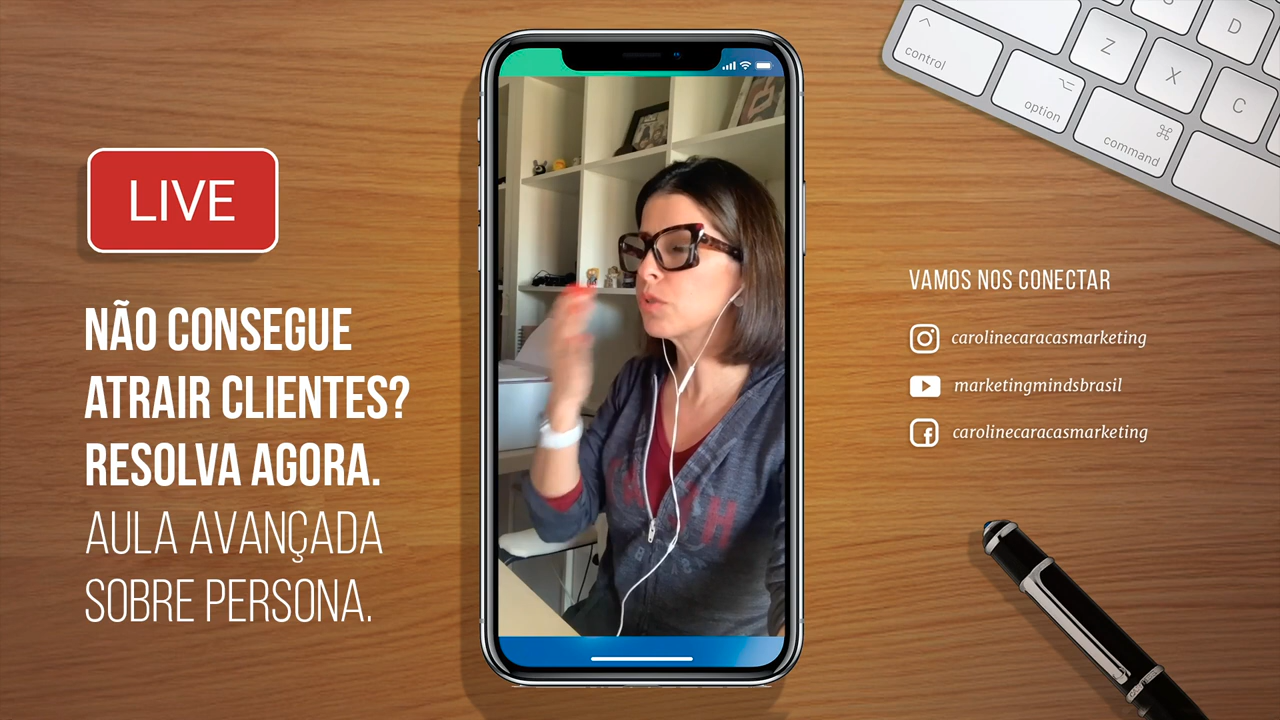 LIVE
NÃO CONSEGUE
ATRAIR CLIENTES?
RESOLVA AGORA.
AULA AVANÇADA
SOBRE PERSONA.
VAMOS NOS CONECTAR
carolinecaracasmarketing
marketingmindsbrasil
carolinecaracasmarketing
control
option
command
Z
X
C
S
D